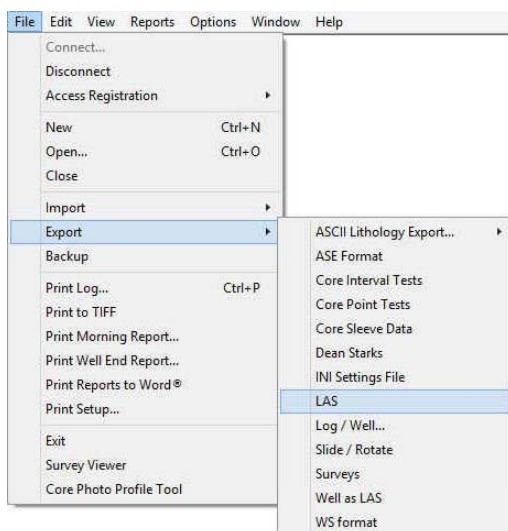 File Edit View Reports Options Window Help
Connect...
Disconnect
Access Registration
New Ctrl+N
Open... Ctrl+O
Close
Import
Export
Backup
Print Log... Ctrl+P
Print to TIFF
Print Morning Report...
Print Well End Report...
Print Reports to Word®
Print Setup...
Exit
Survey Viewer
Core Photo Profile Tool
ASCII Lithology Export...
ASE Format
Core Interval Tests
Core Point Tests
Core Sleeve Data
Dean Starks
INI Settings File
LAS
Log / Well...
Slide / Rotate
Surveys
Well as LAS
WS format